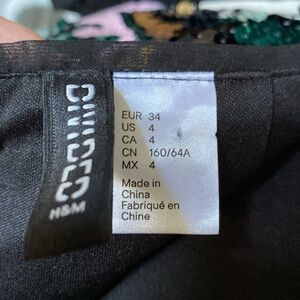 DIVIDED
H&M
EUR 34
US 4
CA 4
CN 160/64A
MX 4
Made in
China
Fabriqué en
Chine